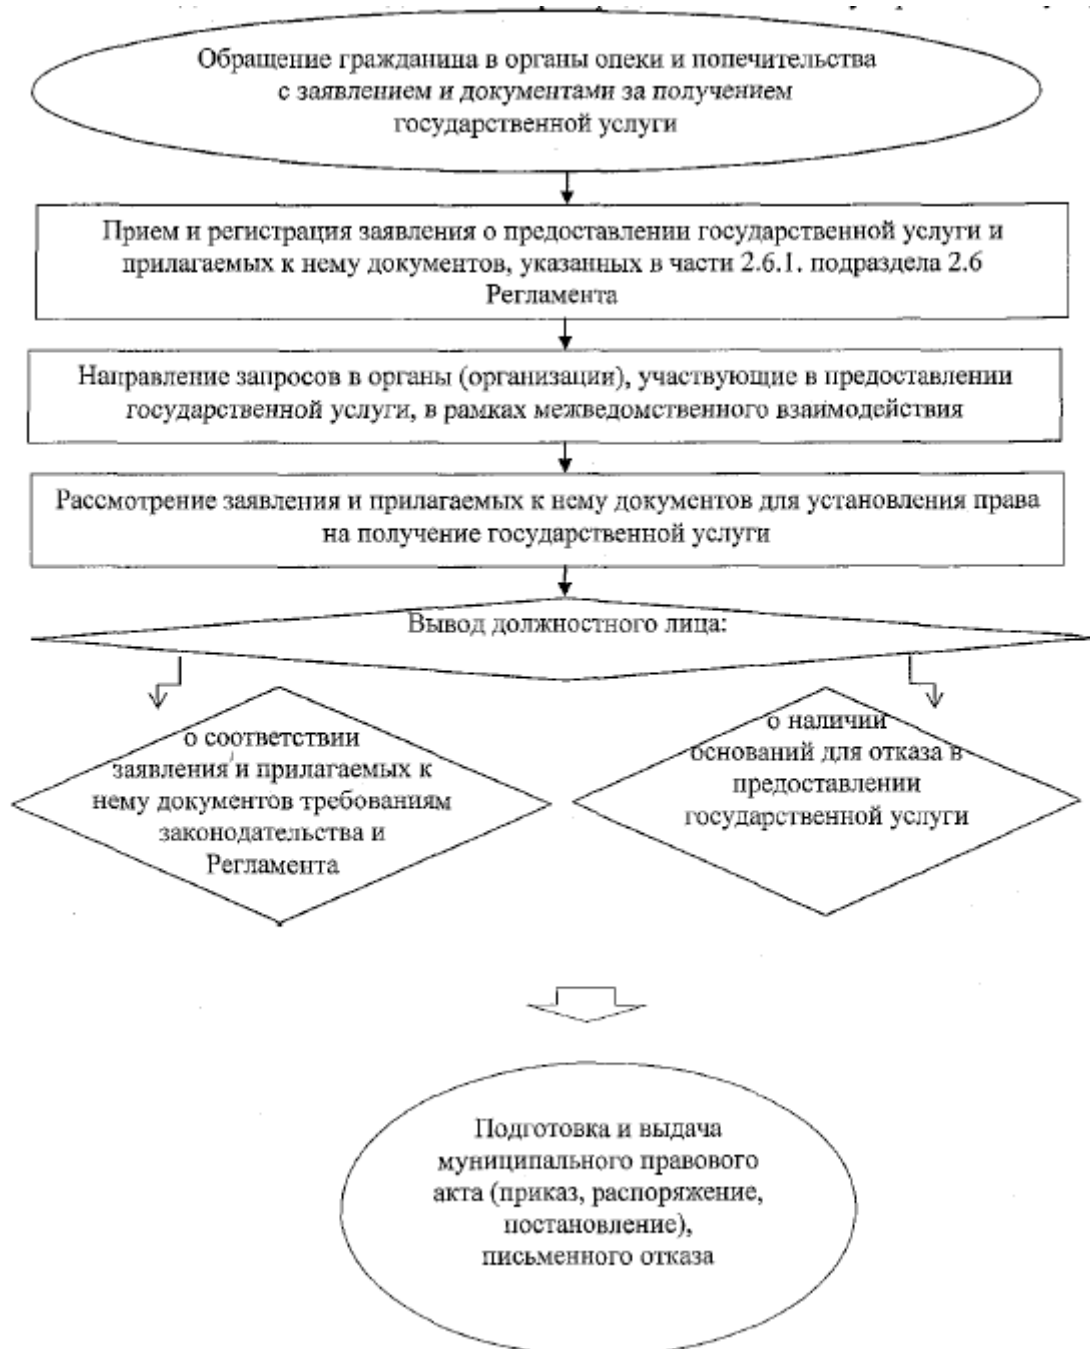 Обращение гражданина в органы опеки и попечительства
с заявлением и документами за получением
государственной услуги
Прием и регистрация заявления о предоставлении государственной услуги и
прилагаемых к нему документов, указанных в части 2.6.1. подраздела 2.6
Регламента
Направление запросов в органы (организации), участвующие в предоставлении
государственной услуги, в рамках межведомственного взаимодействия
Рассмотрение заявления и прилагаемых к нему документов для установления права
на получение государственной услуги
Вывод должностного лица:
о соответствии
заявления и прилагаемых к
нему документов требованиям
законодательства и
Регламента
о наличии
оснований для отказа в
предоставлении
государственной услуги
Подготовка и выдача
муниципального правового
акта (приказ, распоряжение,
постановление),
письменного отказа